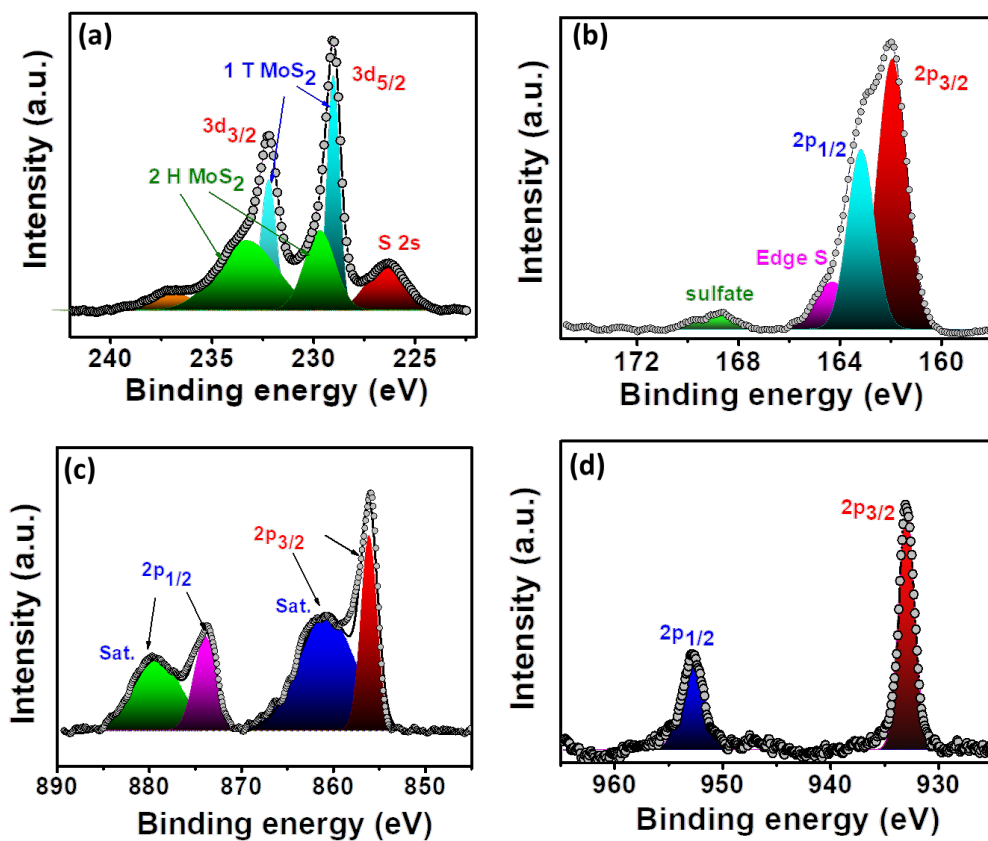 (a)
1 T MoS2
3d5/2
3d3/2
2 H MoS2
S 2s
Intensity (a.u.)
240 235 230 225
Binding energy (eV)
(b)
2p3/2
2p1/2
Edge S
sulfate
Intensity (a.u.)
172 168 164 160
Binding energy (eV)
(c)
2p3/2
2p1/2
Sat.
Sat.
Intensity (a.u.)
890 880 870 860 850
Binding energy (eV)
(d)
2p3/2
2p1/2
Intensity (a.u.)
960 950 940 930
Binding energy (eV)